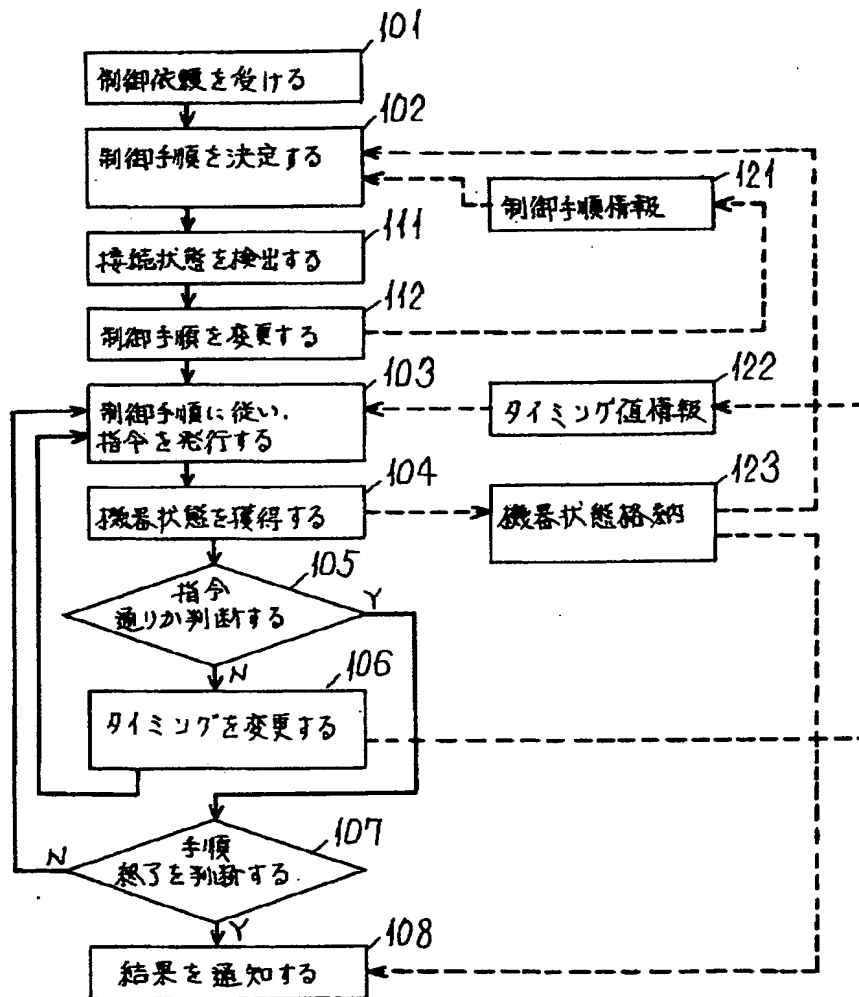 101
制御依頼を受ける
102
制御手順を決定する
121
制御手順情報
111
接続状態を検出する
112
制御手順を変更する
103
制御手順に従い、
指令を発行する
122
タイミング値情報
104
機器状態を獲得する
123
機器状態格納
105
指令
通りか判断する
Y
N
106
タイミングを変更する
107
手順
終了を判断する
N
Y
108
結果を通知する